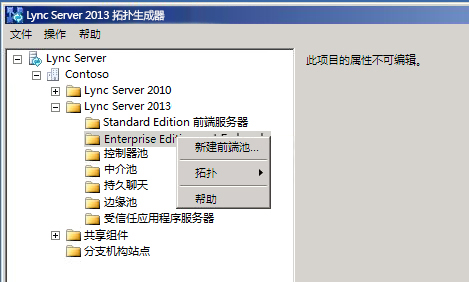 Lync Server 2013 拓扑生成器
文件 操作 帮助
Lync Server
Contoso
Lync Server 2010
Lync Server 2013
Standard Edition 前端服务器
Enterprise
控制器池
中介池
持久聊天
边缘池
受信任应用程序服务器
共享组件
分支机构站点
新建前端池...
拓扑
帮助
此项目的属性不可编辑。